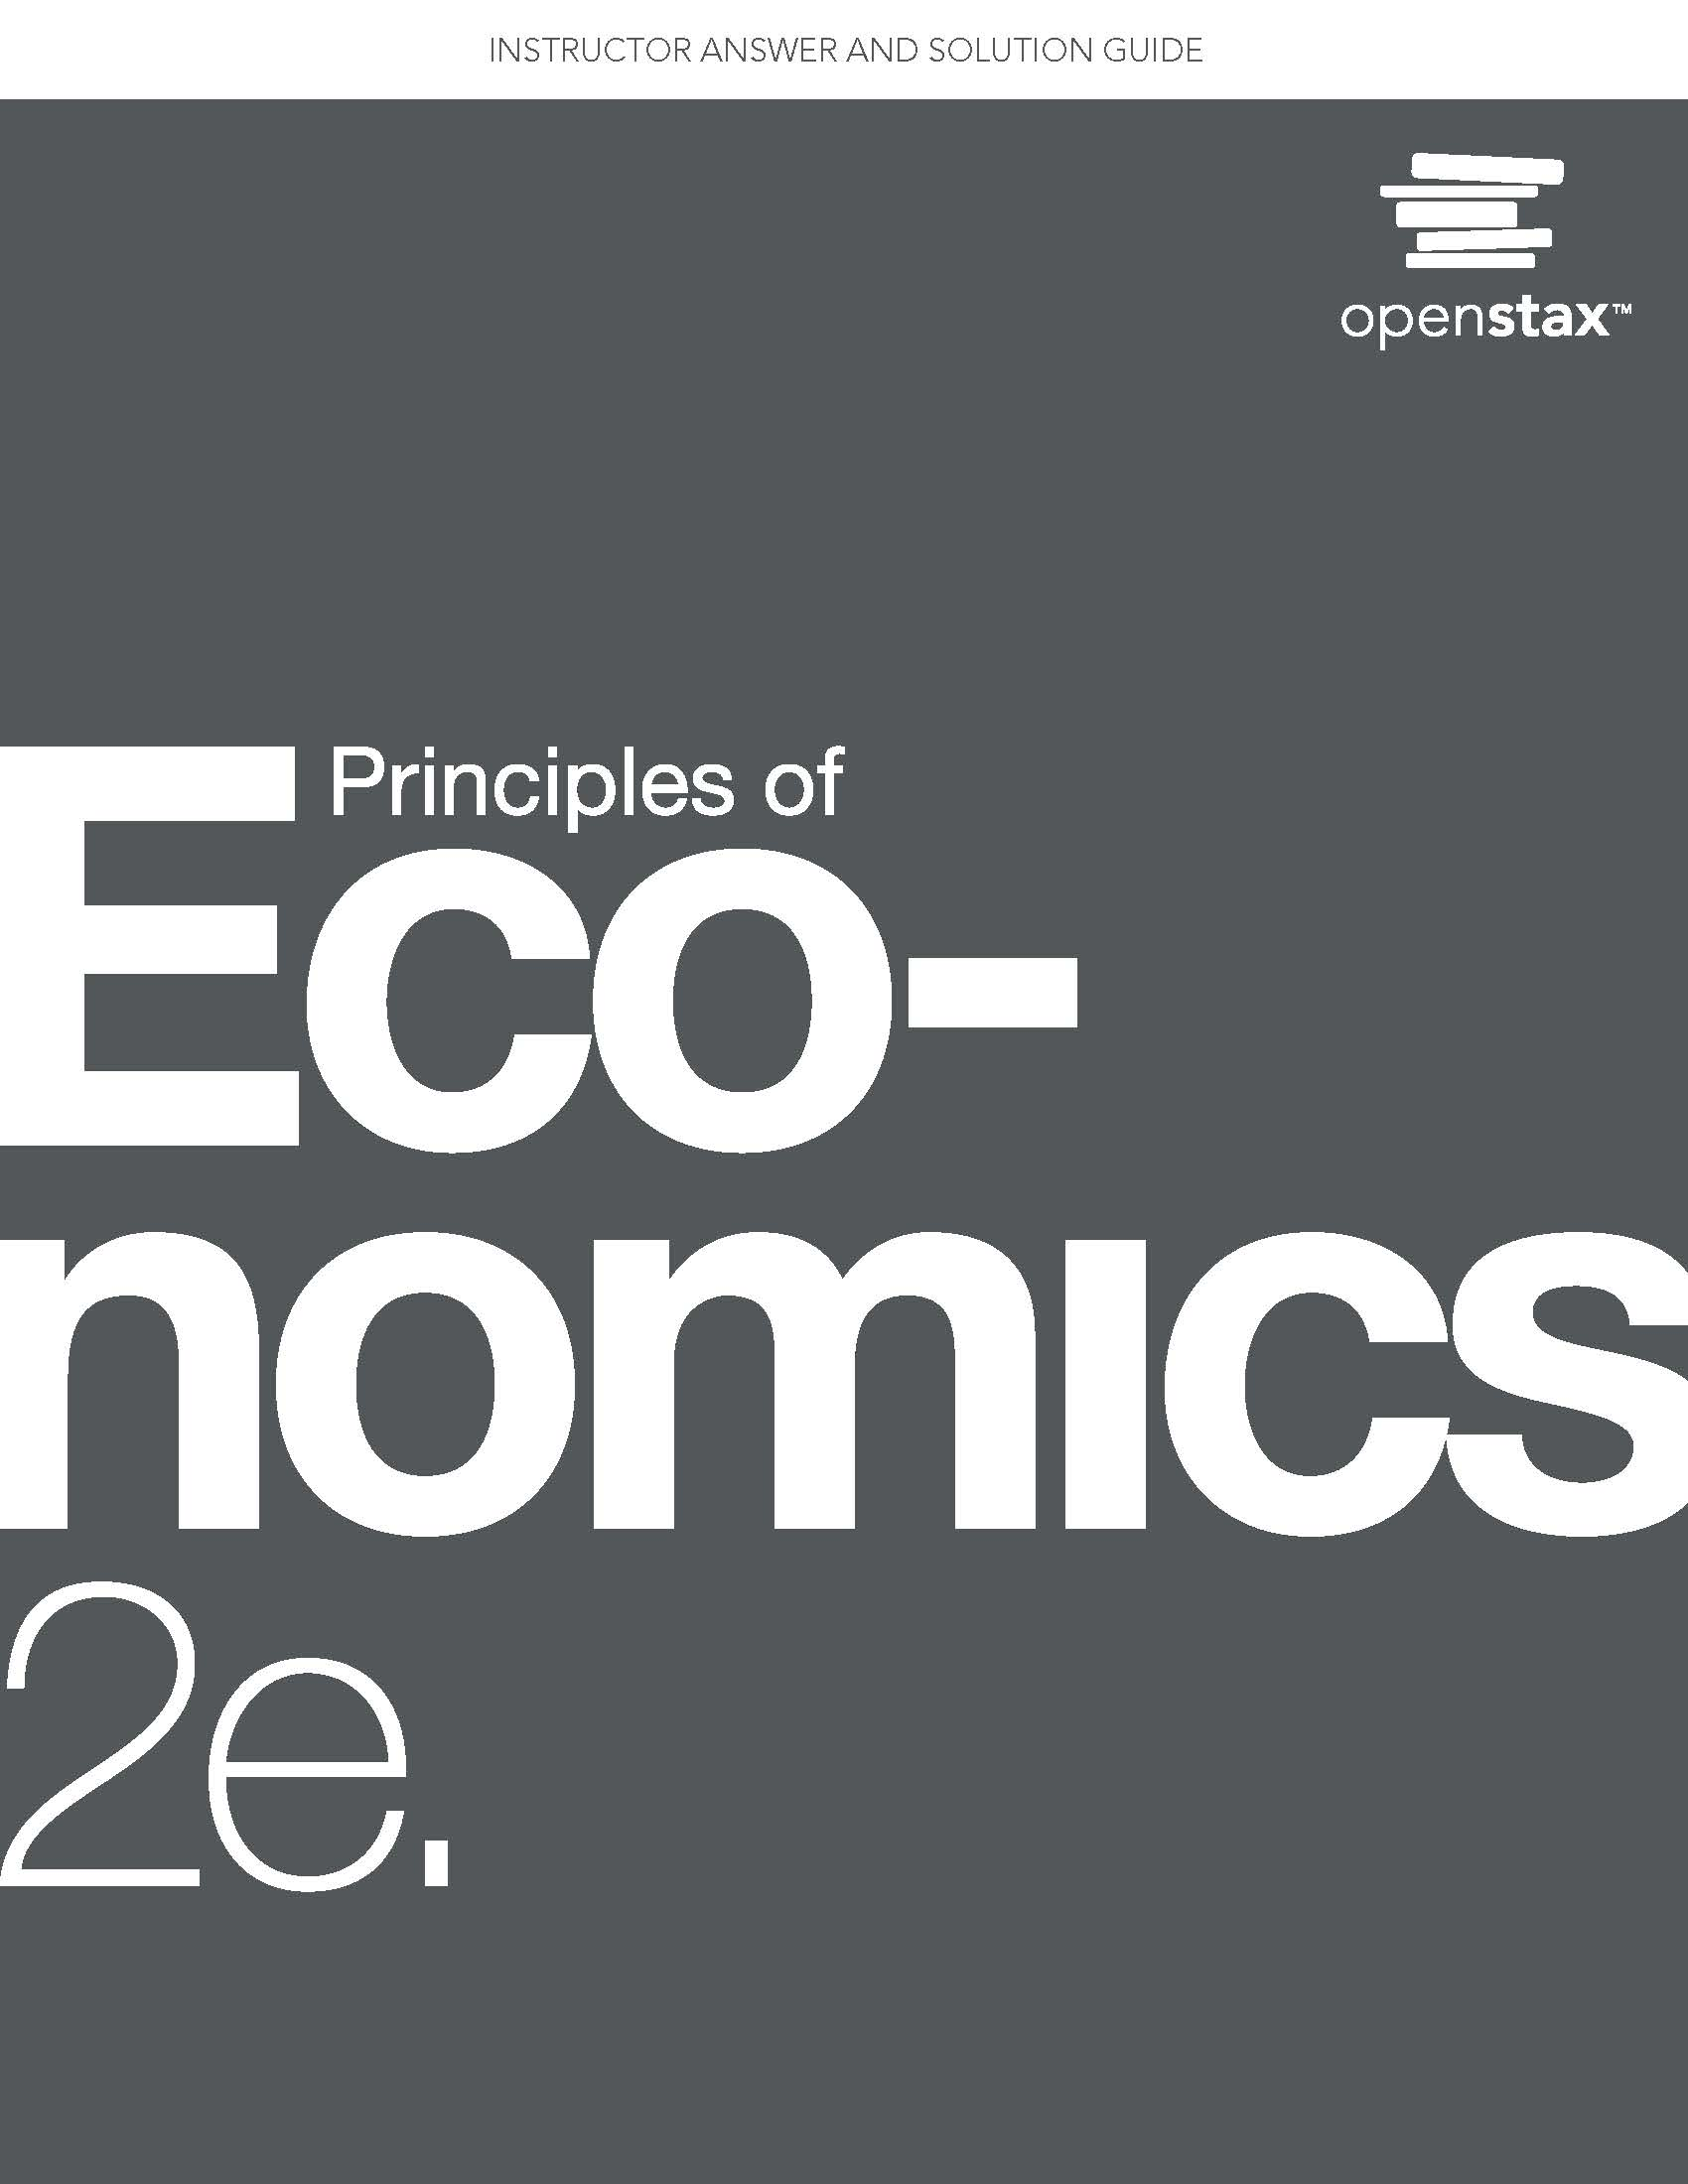 INSTRUCTOR ANSWER AND SOLUTION GUIDE
openstax™
Principles of
Eco-
nomics
2e.